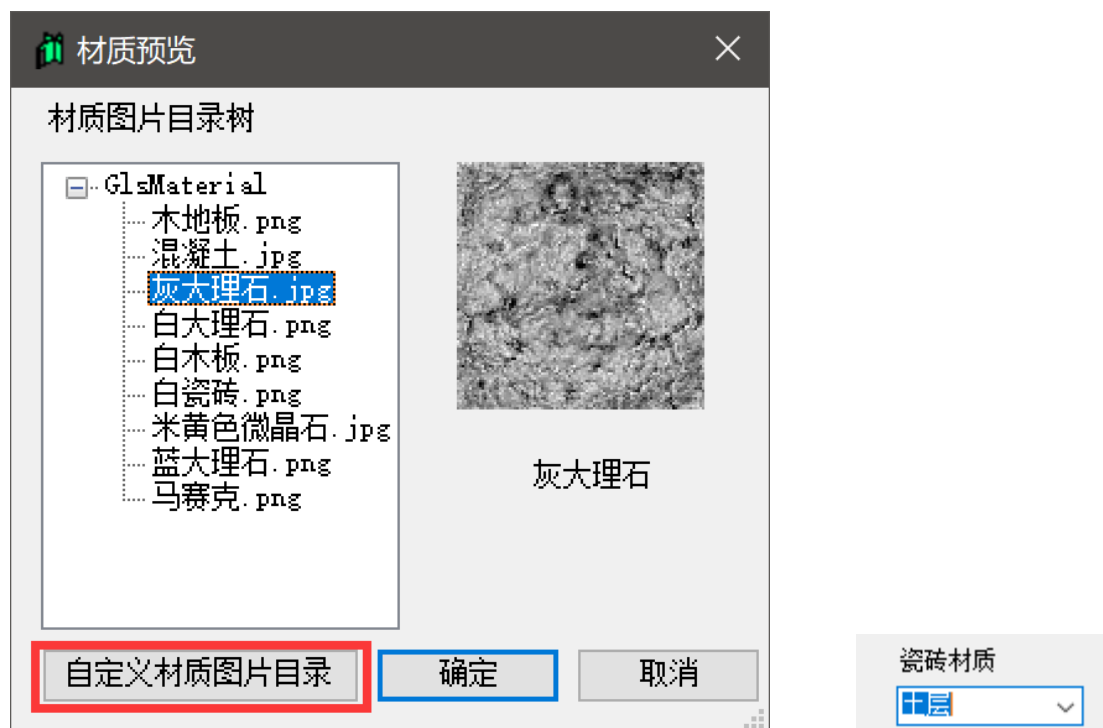 材质预览
材质图片目录树
GlsMaterial
木地板.png
混凝土.jpg
灰大理石.jpg
白大理石.png
白木板.png
白瓷砖.png
米黄色微晶石.jpg
蓝大理石.png
马赛克.png
灰大理石
自定义材质图片目录
确定
取消
瓷砖材质
土层